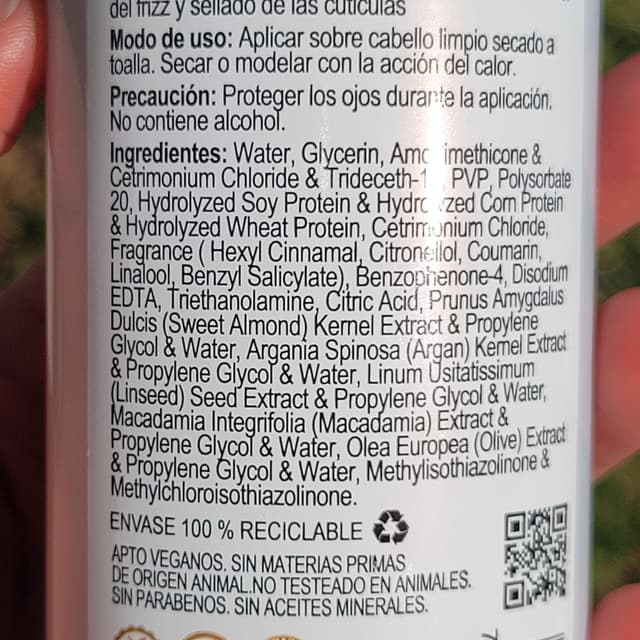 del frizz y sellado de las cutículas
Modo de uso: Aplicar sobre cabello limpio secado a
toalla. Secar o modelar con la acción del calor.
Precaución: Proteger los ojos durante la aplicación.
No contiene alcohol.
Ingredientes: Water, Glycerin, Amodimethicone &
Cetrimonium Chloride & Trideceth-1 , PVP, Polysorbate
20, Hydrolyzed Soy Protein & Hydrolyzed Corn Protein
& Hydrolyzed Wheat Protein, Cetrimonium Chloride,
Fragrance ( Hexyl Cinnamal, Citronellol, Coumarin,
Linalool, Benzyl Salicylate), Benzophenone-4, Disodium
EDTA, Triethanolamine, Citric Acid, Prunus Amygdalus
Dulcis (Sweet Almond) Kernel Extract & Propylene
Glycol & Water, Argania Spinosa (Argan) Kernel Extract
& Propylene Glycol & Water, Linum Usitatissimum
(Linseed) Seed Extract & Propylene Glycol & Water,
Macadamia Integrifolia (Macadamia) Extract &
Propylene Glycol & Water, Olea Europea (Olive) Extract
& Propylene Glycol & Water, Methylisothiazolinone &
Methylchloroisothiazolinone.
ENVASE 100 % RECICLABLE
APTO VEGANOS. SIN MATERIAS PRIMAS
DE ORIGEN ANIMAL.NO TESTEADO EN ANIMALES.
SIN PARABENOS. SIN ACEITES MINERALES.